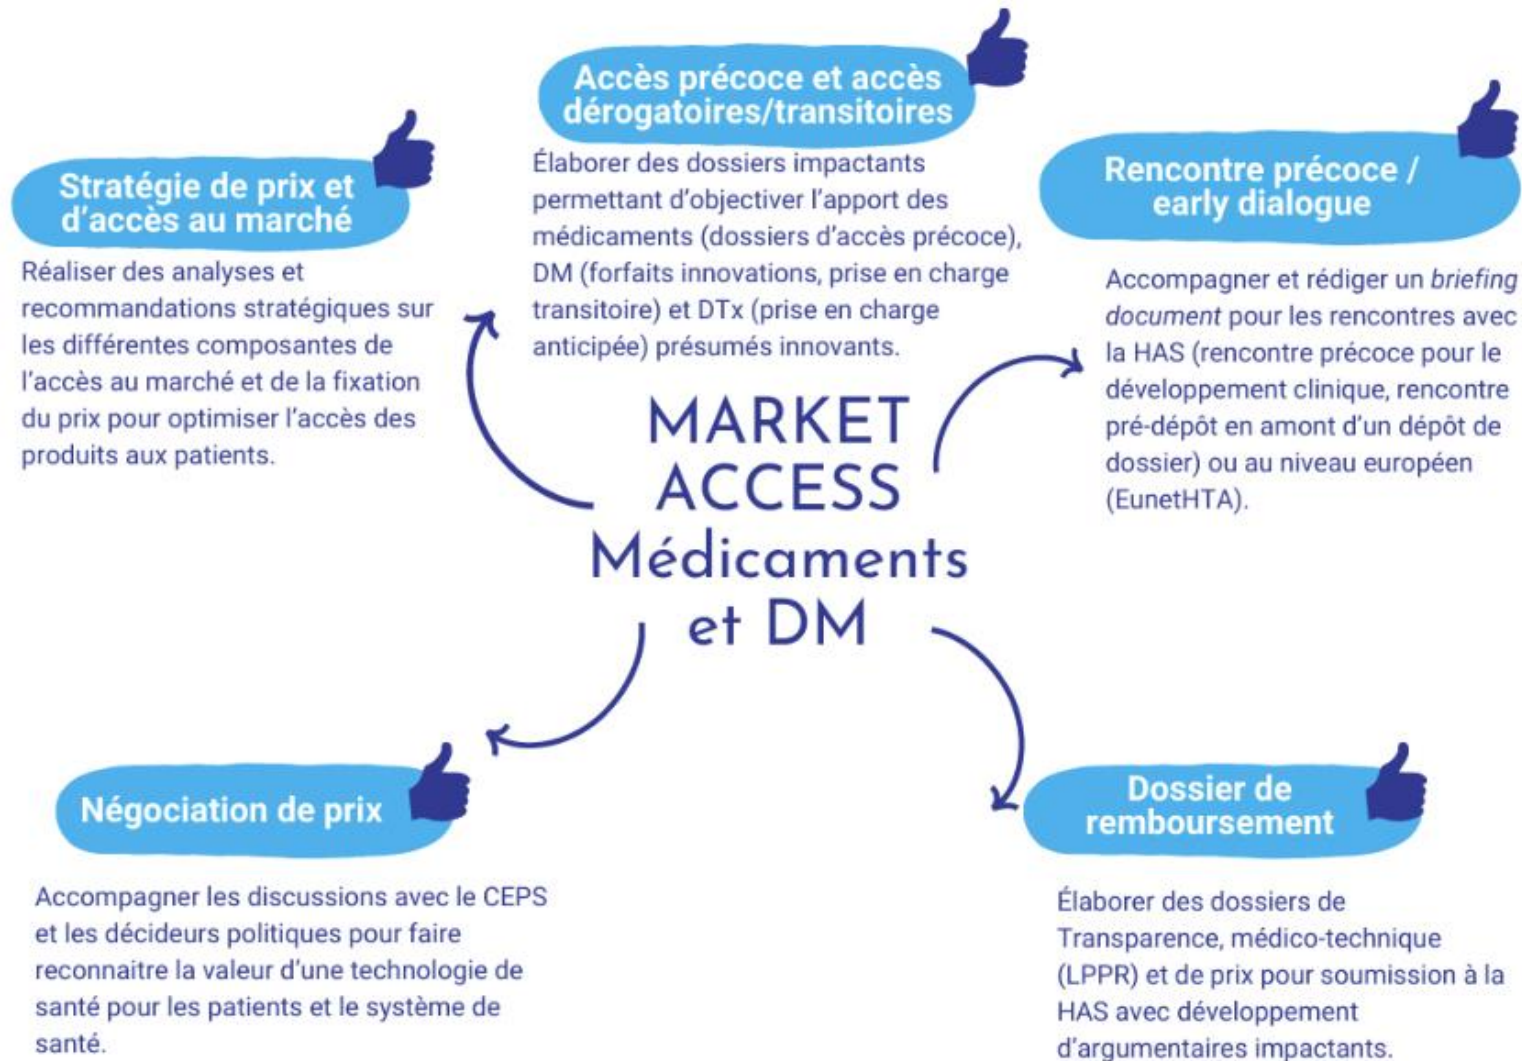 Accès précoce et accès
dérogatoires/transitoires
Élaborer des dossiers impactants
permettant d'objectiver l'apport des
médicaments (dossiers d'accès précoce),
DM (forfaits innovations, prise en charge
transitoire) et DTx (prise en charge
anticipée) présumés innovants.
Stratégie de prix et
d'accès au marché
Réaliser des analyses et
recommandations stratégiques sur
les différentes composantes de
l'accès au marché et de la fixation
du prix pour optimiser l'accès des
produits aux patients.
Rencontre précoce /
early dialogue
Accompagner et rédiger un briefing
document pour les rencontres avec
la HAS (rencontre précoce pour le
développement clinique, rencontre
pré-dépôt en amont d'un dépôt de
dossier) ou au niveau européen
(EunetHTA).
MARKET
ACCESS
Médicaments
et DM
Négociation de prix
Accompagner les discussions avec le CEPS
et les décideurs politiques pour faire
reconnaitre la valeur d'une technologie de
santé pour les patients et le système de
santé.
Dossier de
remboursement
Élaborer des dossiers de
Transparence, médico-technique
(LPPR) et de prix pour soumission à la
HAS avec développement
d'argumentaires impactants.